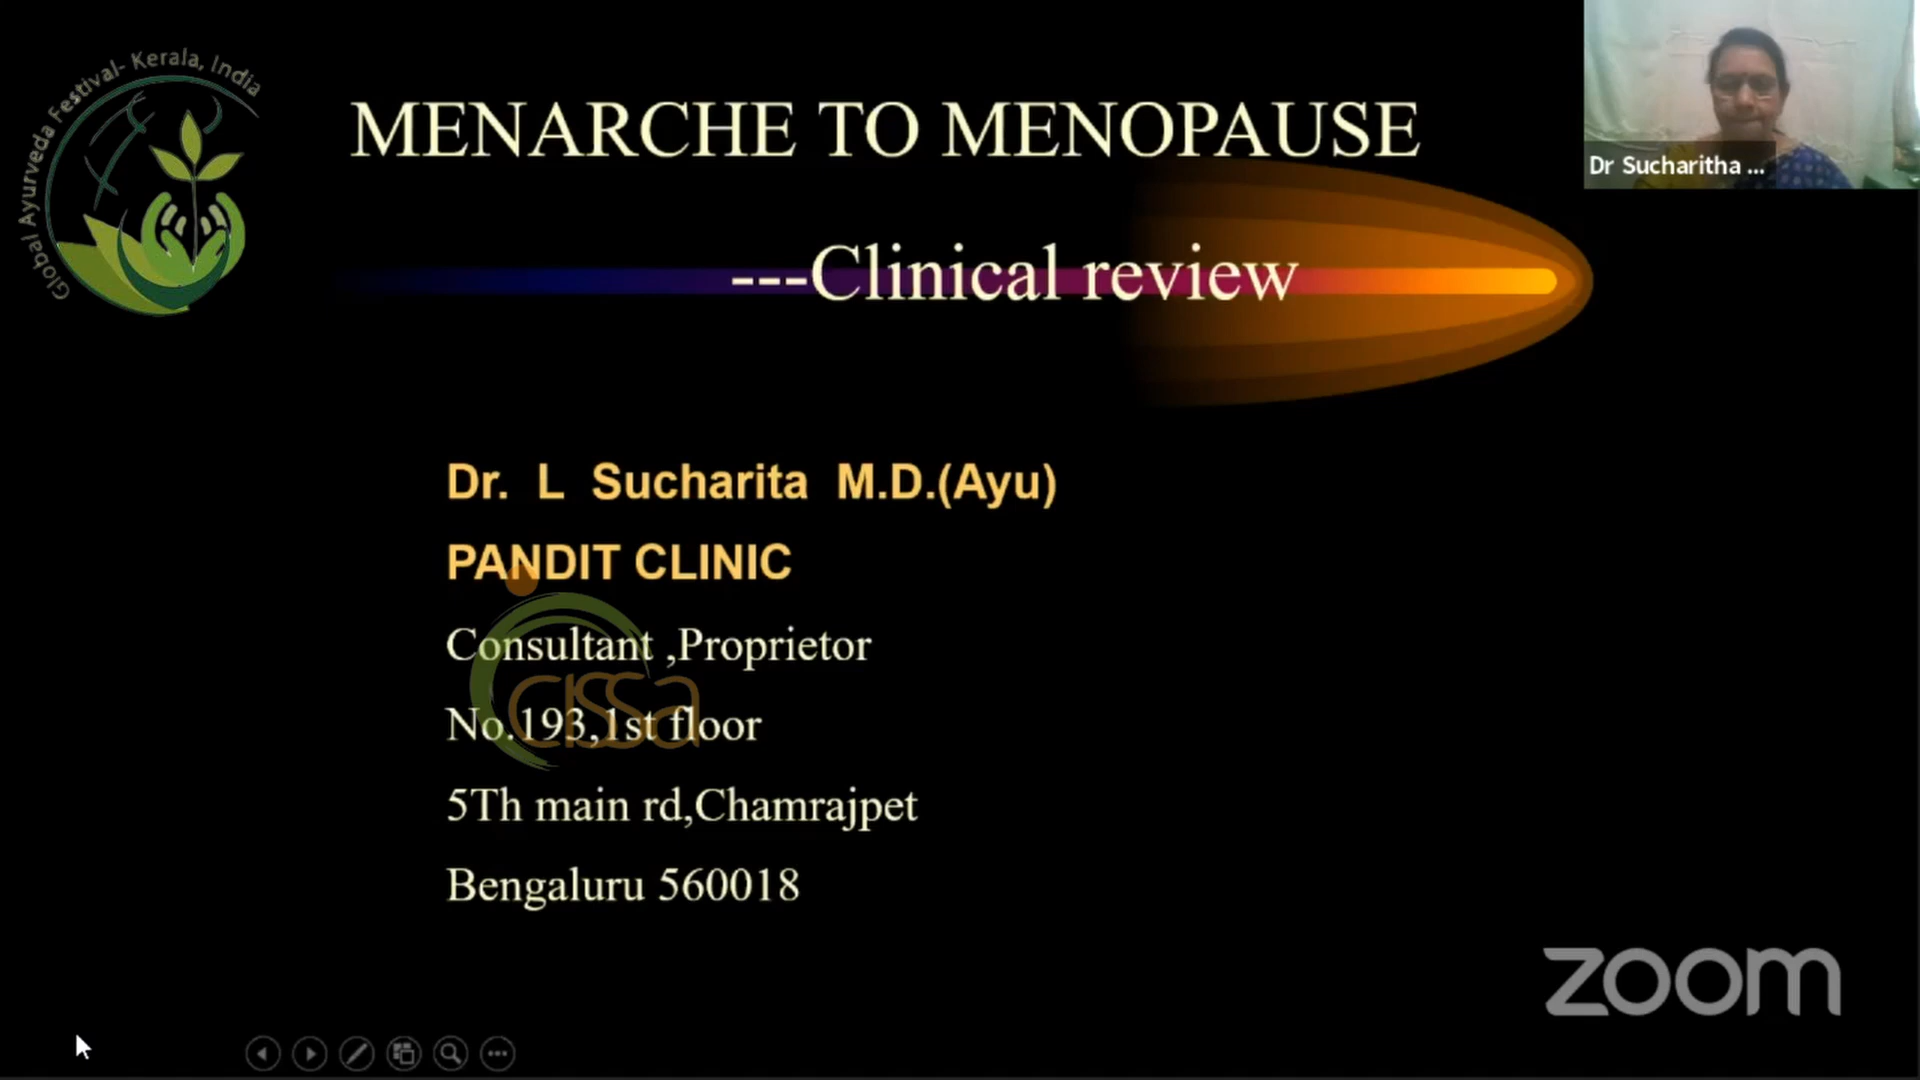 Global Ayurveda Festival- Kerala, India
MENARCHE TO MENOPAUSE
---Clinical review
Dr Sucharitha ...
Dr. L Sucharita M.D.(Ayu)
PANDIT CLINIC
Consultant ,Proprietor
cissa
No.193,1st floor
5Th main rd,Chamrajpet
Bengaluru 560018
zoom